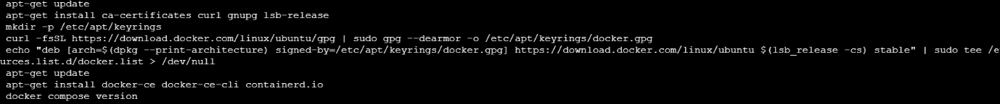 apt-get update
apt-get install ca-certificates curl gnupg lsb-release
mkdir -p /etc/apt/keyrings
curl -fsSL https://download.docker.com/linux/ubuntu/gpg | sudo gpg --dearmor -o /etc/apt/keyrings/docker.gpg
echo "deb [arch=$(dpkg --print-architecture) signed-by=/etc/apt/keyrings/docker.gpg] https://download.docker.com/linux/ubuntu $(lsb_release -cs) stable" | sudo tee /e
urces.list.d/docker.list > /dev/null
apt-get update
apt-get install docker-ce docker-ce-cli containerd.io
docker compose version